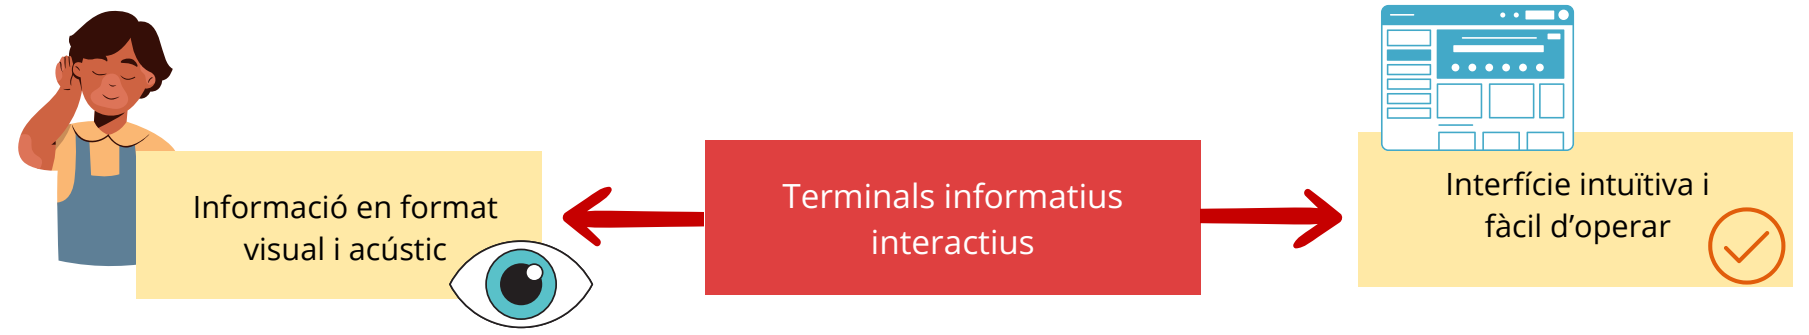 Informació en format
visual i acústic
Terminals informatius
interactius
Interfície intuïtiva i
fàcil d’operar